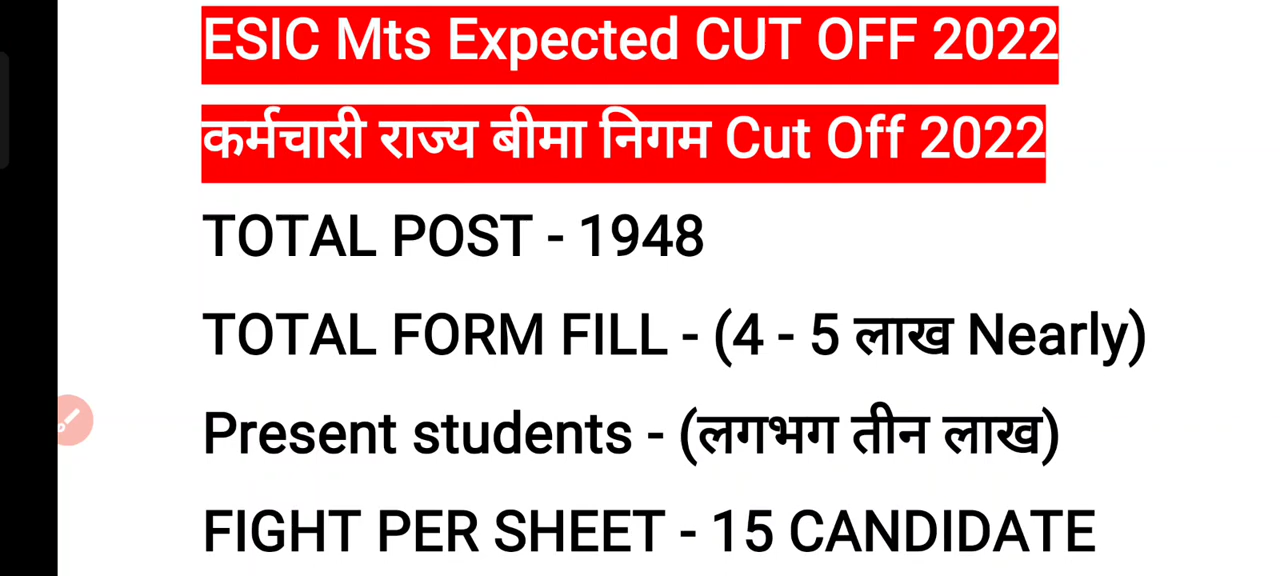 ESIC Mts Expected CUT OFF 2022
कर्मचारी राज्य बीमा निगम Cut Off 2022
TOTAL POST - 1948
TOTAL FORM FILL - (4 - 5 लाख Nearly)
Present students - (लगभग तीन लाख)
FIGHT PER SHEET - 15 CANDIDATE